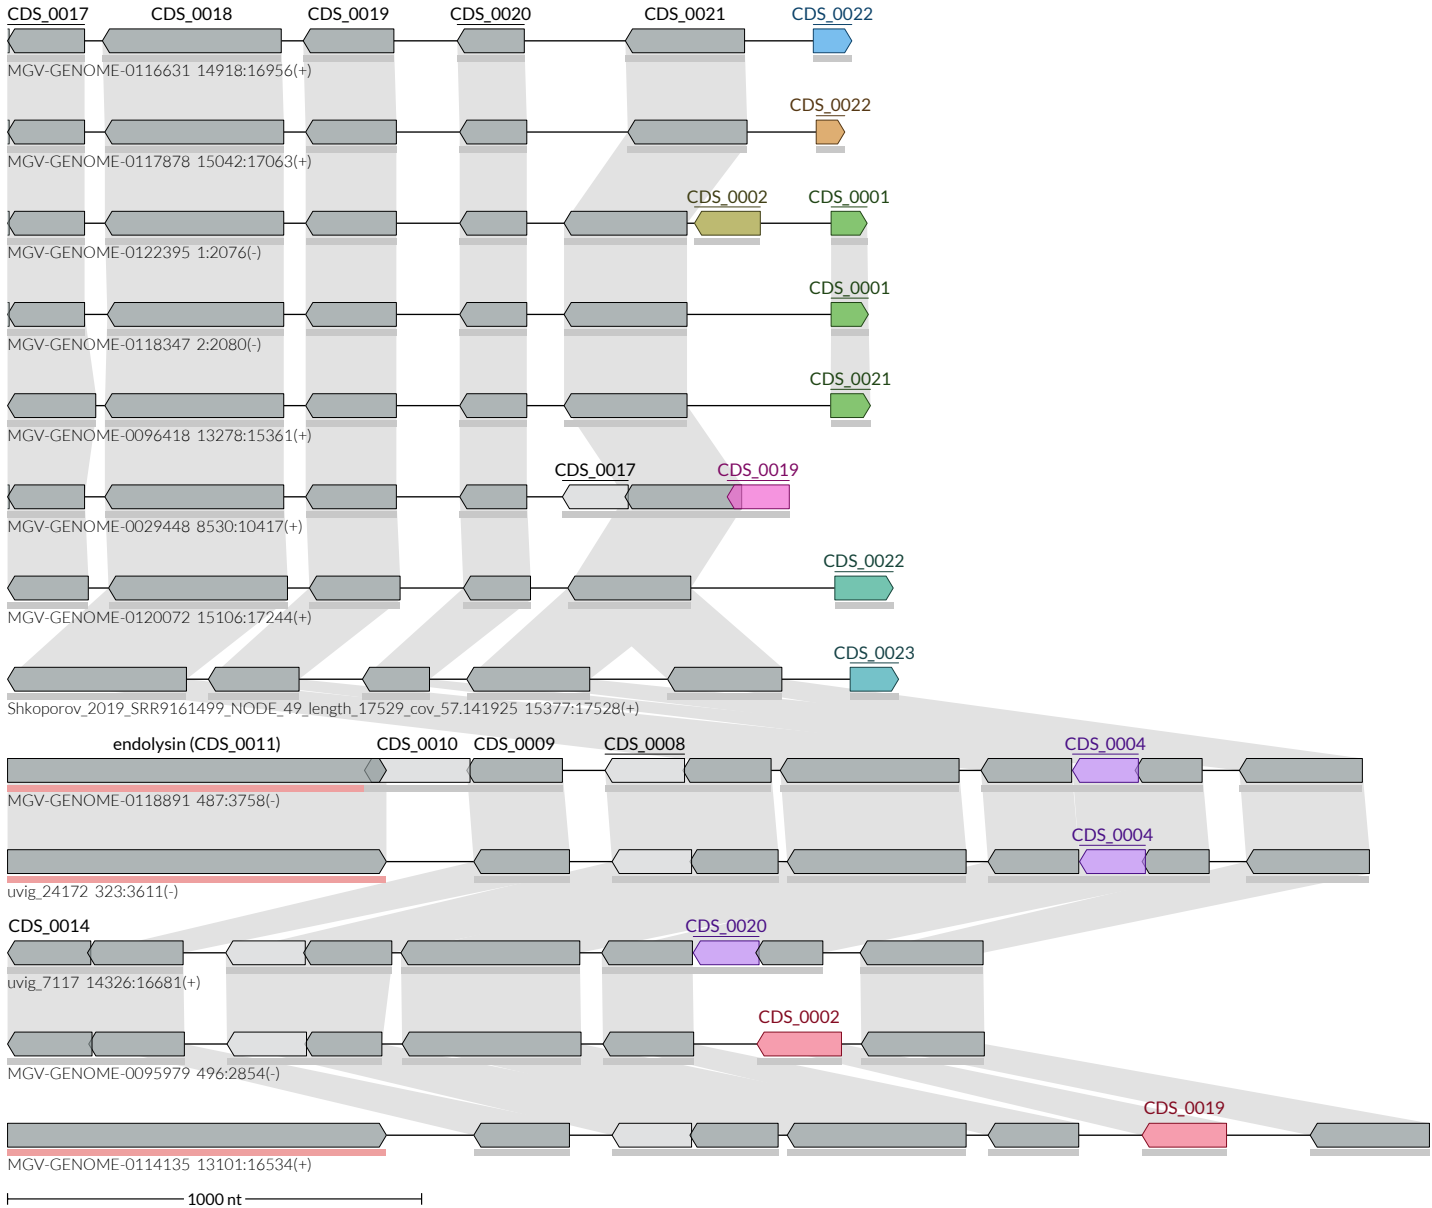 CDS_0017 CDS_0018 CDS_0019 CDS_0020 CDS_0021 CDS_0022
MGV-GENOME-0116631 14918:16956(+)
CDS_0022
MGV-GENOME-0117878 15042:17063(+)
CDS_0002 CDS_0001
MGV-GENOME-0122395 1:2076(-)
CDS_0001
MGV-GENOME-0118347 2:2080(-)
CDS_0021
MGV-GENOME-0096418 13278:15361(+)
CDS_0017 CDS_0019
MGV-GENOME-0029448 8530:10417(+)
CDS_0022
MGV-GENOME-0120072 15106:17244(+)
CDS_0023
Shkoporov_2019_SRR9161499_NODE_49_length_17529_cov_57.141925 15377:17528(+)
endolysin (CDS_0011) CDS_0010 CDS_0009 CDS_0008 CDS_0004
MGV-GENOME-0118891 487:3758(-)
CDS_0004
uvig_24172 323:3611(-)
CDS_0014 CDS_0020
uvig_7117 14326:16681(+)
CDS_0002
MGV-GENOME-0095979 496:2854(-)
CDS_0019
MGV-GENOME-0114135 13101:16534(+)
1000 nt